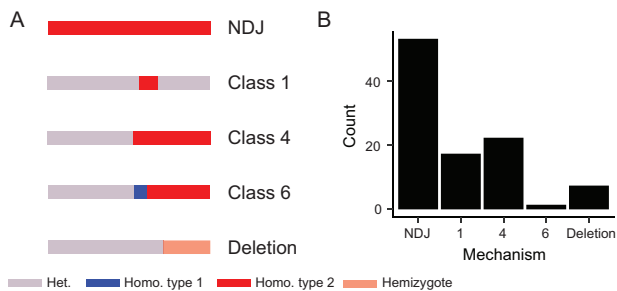 A
NDJ
Class 1
Class 4
Class 6
Deletion
Het.
Homo. type 1
Homo. type 2
Hemizygote
B
Count
40
20
0
NDJ
1
4
6
Deletion
Mechanism